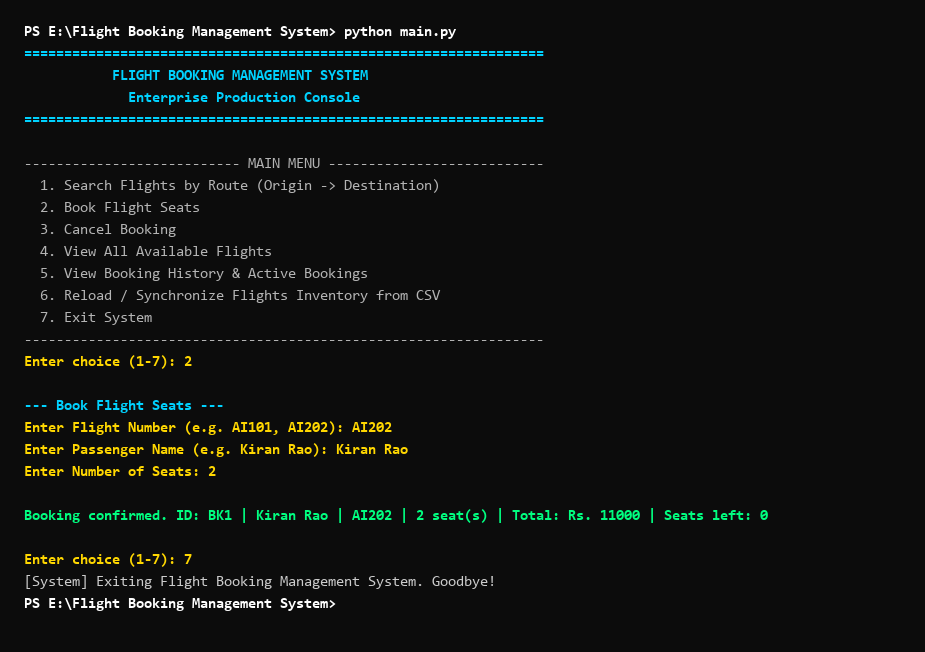 PS E:\Flight Booking Management System> python main.py
=================================================================
FLIGHT BOOKING MANAGEMENT SYSTEM
Enterprise Production Console
=================================================================
--------------------------- MAIN MENU ---------------------------
1. Search Flights by Route (Origin -> Destination)
2. Book Flight Seats
3. Cancel Booking
4. View All Available Flights
5. View Booking History & Active Bookings
6. Reload / Synchronize Flights Inventory from CSV
7. Exit System
-----------------------------------------------------------------
Enter choice (1-7): 2
--- Book Flight Seats ---
Enter Flight Number (e.g. AI101, AI202): AI202
Enter Passenger Name (e.g. Kiran Rao): Kiran Rao
Enter Number of Seats: 2
Booking confirmed. ID: BK1 | Kiran Rao | AI202 | 2 seat(s) | Total: Rs. 11000 | Seats left: 0
Enter choice (1-7): 7
[System] Exiting Flight Booking Management System. Goodbye!
PS E:\Flight Booking Management System>